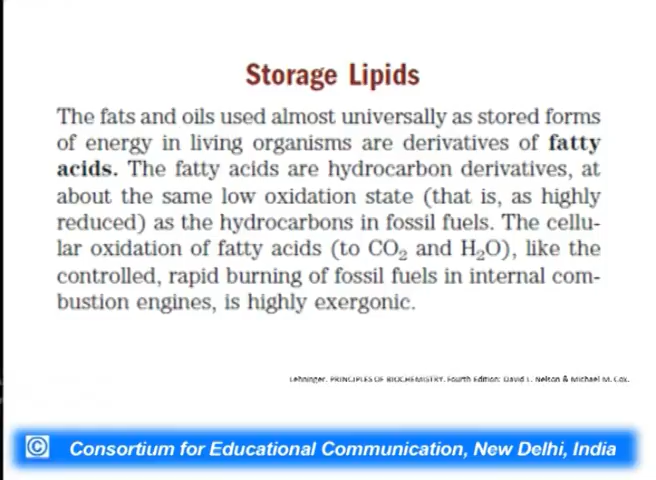 Storage Lipids
The fats and oils used almost universally as stored forms
of energy in living organisms are derivatives of fatty
acids. The fatty acids are hydrocarbon derivatives, at
about the same low oxidation state (that is, as highly
reduced) as the hydrocarbons in fossil fuels. The cellu-
lar oxidation of fatty acids (to CO₂ and H₂O), like the
controlled, rapid burning of fossil fuels in internal com-
bustion engines, is highly exergonic.
Lehninger. PRINCIPLES OF BIOCHEMISTRY. Fourth Edition: David L. Nelson & Michael M. Cox.
© Consortium for Educational Communication, New Delhi, India